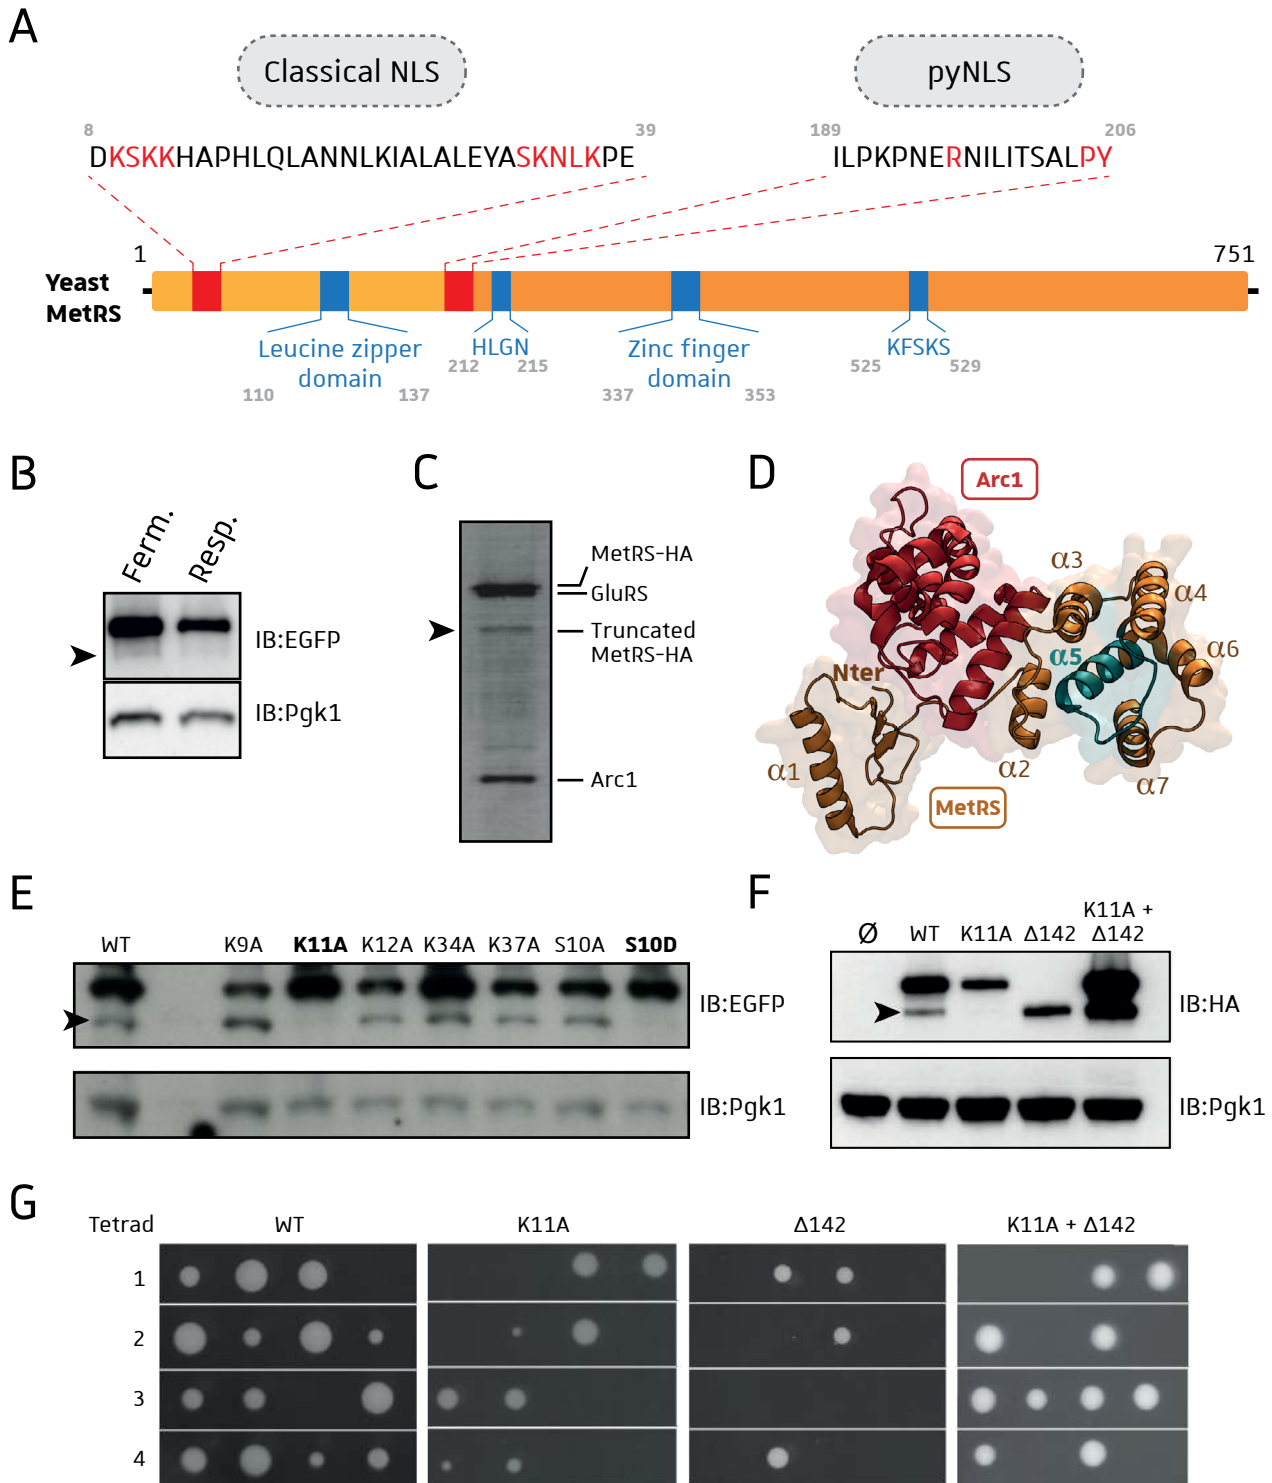 A
Classical NLS
pyNLS
8
39
189
206
DKSKKHAPHLQLANNLKIALALEYASKNLKPE
ILPKPNERNILITSALPY
1
751
Yeast
MetRS
Leucine zipper
domain
110
137
HLGN
212
215
Zinc finger
domain
337
353
KFSKS
525
529
B
Ferm.
Resp.
IB:EGFP
IB:Pgk1
C
MetRS-HA
GluRS
Truncated
MetRS-HA
Arc1
D
Arc1
α3
α4
α5
α6
Nter
α1
α2
α7
MetRS
E
WT K9A K11A K12A K34A K37A S10A S10D
IB:EGFP
IB:Pgk1
F
Ø WT K11A Δ142 K11A +
Δ142
IB:HA
IB:Pgk1
G
Tetrad WT K11A Δ142 K11A + Δ142
1
2
3
4